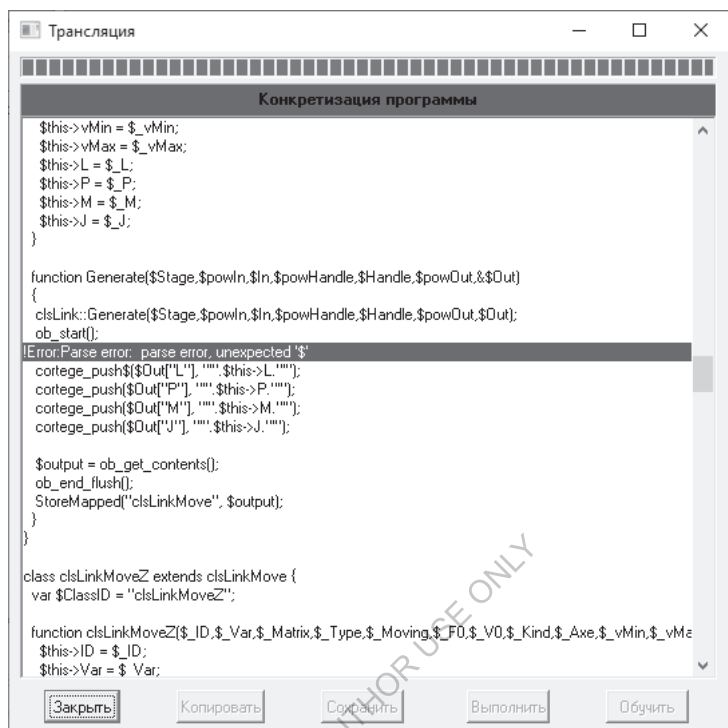 Трансляция
Конкретизация программы
$this->vMin = $_vMin;
$this->vMax = $_vMax;
$this->L = $_L;
$this->P = $_P;
$this->M = $_M;
$this->J = $_J;
}
function Generate($Stage,$powIn,$In,$powHandle,$Handle,$powOut,&$Out)
{
clsLink::Generate($Stage,$powIn,$In,$powHandle,$Handle,$powOut,$Out);
ob_start();
!Error:Parse error:  parse error, unexpected '$'
cortege_push$($Out["L"], "'".$this->L."'");
cortege_push($Out["P"], "'".$this->P."'");
cortege_push($Out["M"], "'".$this->M."'");
cortege_push($Out["J"], "'".$this->J."'");
$output = ob_get_contents();
ob_end_flush();
StoreMapped("clsLinkMove", $output);
}
}
class clsLinkMoveZ extends clsLinkMove {
var $ClassID = "clsLinkMoveZ";
function clsLinkMoveZ($_ID,$_Var,$_Matrix,$_Type,$_Moving,$_F0,$_V0,$_Kind,$_Axe,$_vMin,$_vMa
$this->ID = $_ID;
$this->Var = $_Var;
Закрыть Копировать Сохранить Выполнить Обучить
USE ONLY